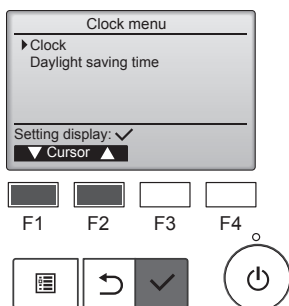 Clock menu
Clock
Daylight saving time
Setting display:
Cursor
F1 F2 F3 F4